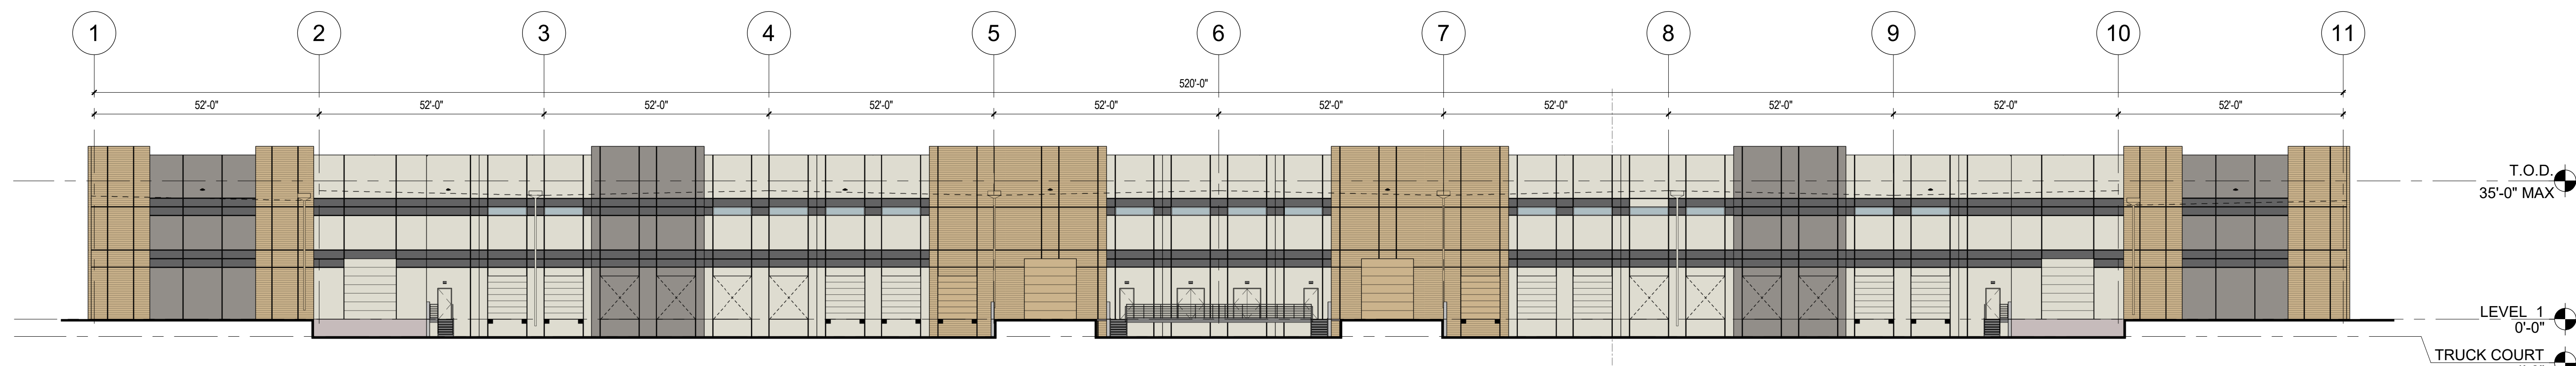 1 2 3 4 5 6 7 8 9 10 11
520'-0"
52'-0" 52'-0" 52'-0" 52'-0" 52'-0" 52'-0" 52'-0" 52'-0" 52'-0" 52'-0"
T.O.D.
35'-0" MAX
LEVEL 1
0'-0"
TRUCK COURT